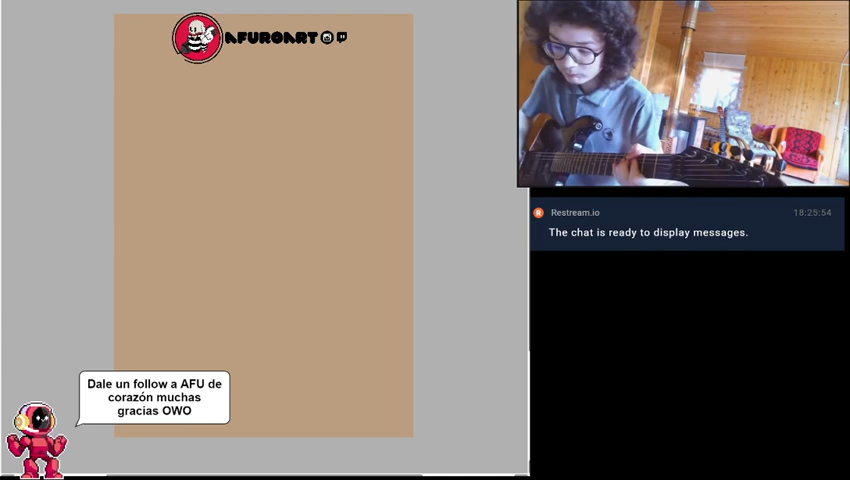 AFUROART
Restream.io 18:25:54
The chat is ready to display messages.
Dale un follow a AFU de
corazón muchas
gracias OWO